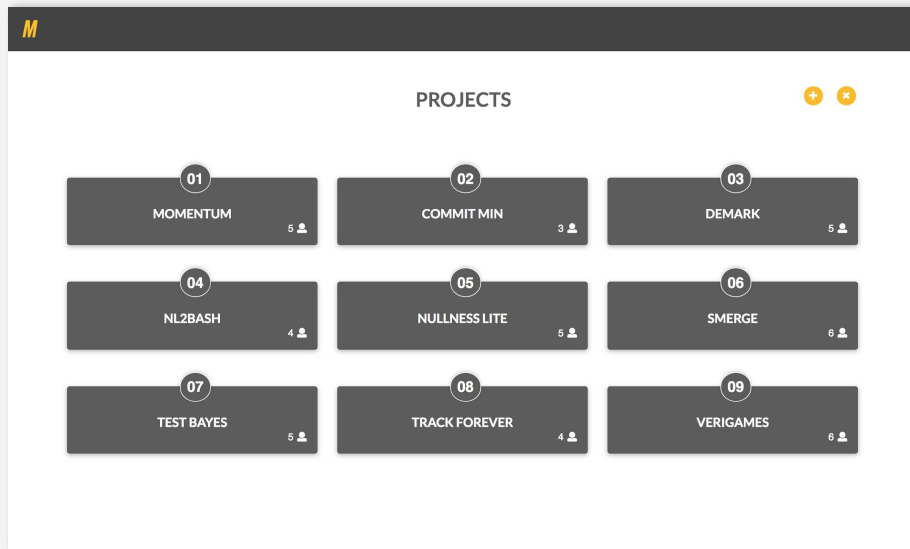 M
PROJECTS
01
02
03
MOMENTUM
COMMIT MIN
DEMARK
5
3
5
04
05
06
NL2BASH
NULLNESS LITE
SMERGE
4
5
6
07
08
09
TEST BAYES
TRACK FOREVER
VERIGAMES
5
4
6